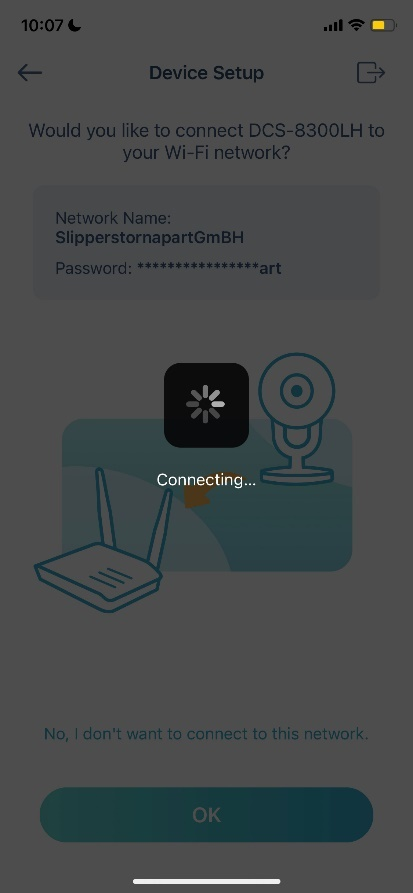 10:07
Device Setup
Would you like to connect DCS-8300LH to
your Wi-Fi network?
Network Name:
SlipperstornapartGmBH
Password: ****************art
Connecting...
No, I don't want to connect to this network.
OK